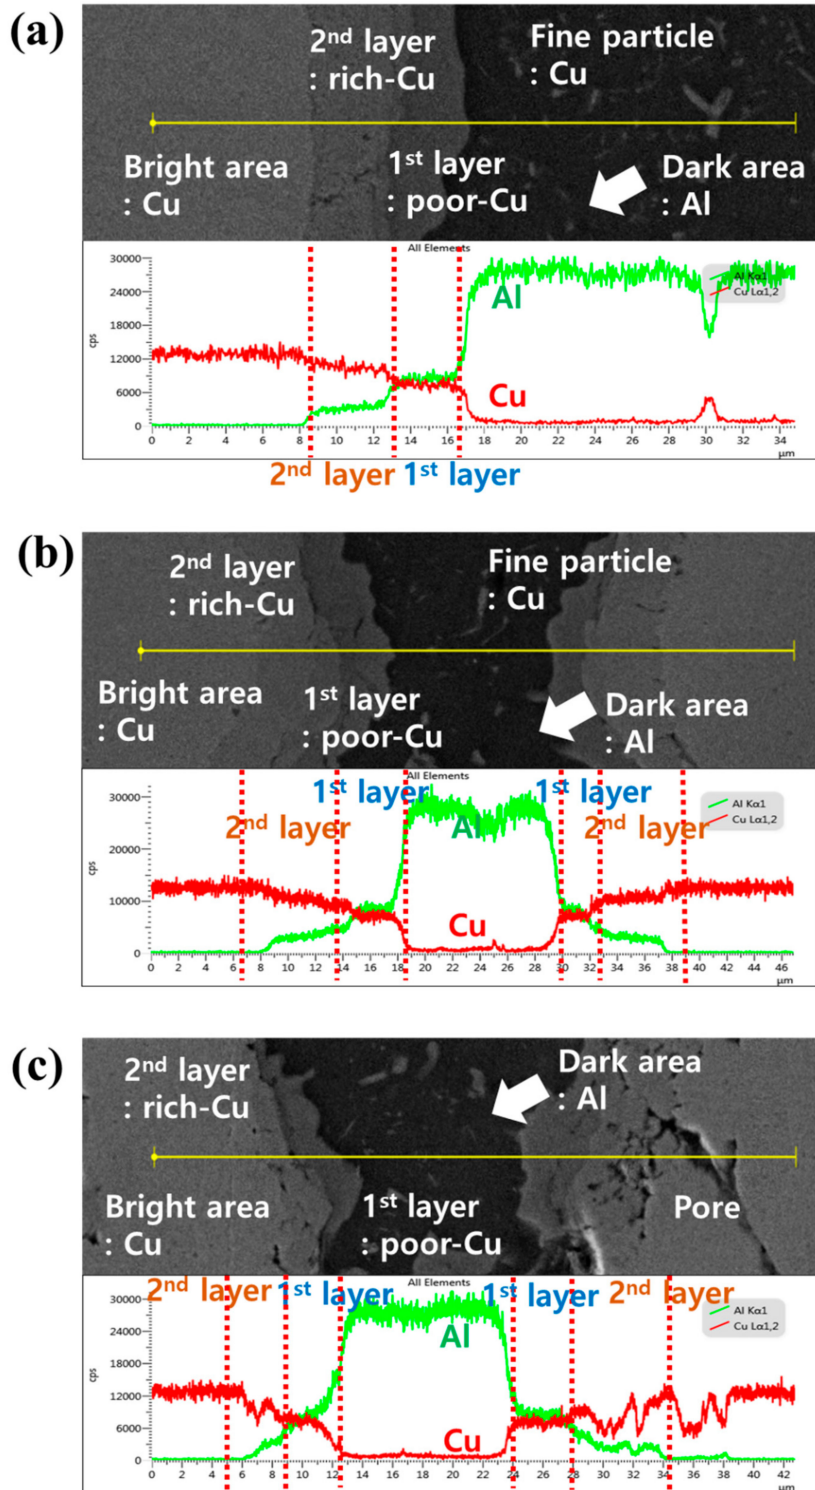 (a)
2nd layer
: rich-Cu
Fine particle
: Cu
Bright area
: Cu
1st layer
: poor-Cu
Dark area
: Al
All Elements
30000
24000
18000
12000
6000
0
cps
Al
Cu
Al Kα1
Cu Lα1,2
0 2 4 6 8 10 12 14 16 18 20 22 24 26 28 30 32 34
µm
2nd layer 1st layer
(b)
2nd layer
: rich-Cu
Fine particle
: Cu
Bright area
: Cu
1st layer
: poor-Cu
Dark area
: Al
All Elements
1st layer 1st layer
2nd layer 2nd layer
30000
20000
10000
0
cps
Al
Cu
Al Kα1
Cu Lα1,2
0 2 4 6 8 10 12 14 16 18 20 22 24 26 28 30 32 34 36 38 40 42 44 46
µm
(c)
2nd layer
: rich-Cu
Dark area
: Al
Bright area
: Cu
1st layer
: poor-Cu
Pore
All Elements
2nd layer 1st layer 1st layer 2nd layer
30000
24000
18000
12000
6000
0
cps
Al
Cu
Al Kα1
Cu Lα1,2
0 2 4 6 8 10 12 14 16 18 20 22 24 26 28 30 32 34 36 38 40 42
µm